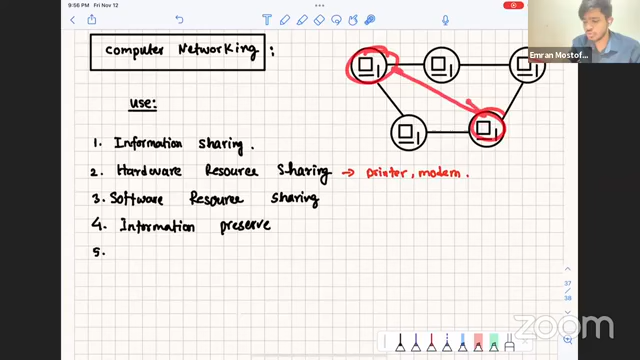 9:56 PM Fri Nov 12
Computer Networking :
Emran Mostof...
use:
1. Information sharing.
2. Hardware Resource Sharing → printer, modem.
3. Software Resource sharing
4. Information preserve
5.
37
/
38
zoom